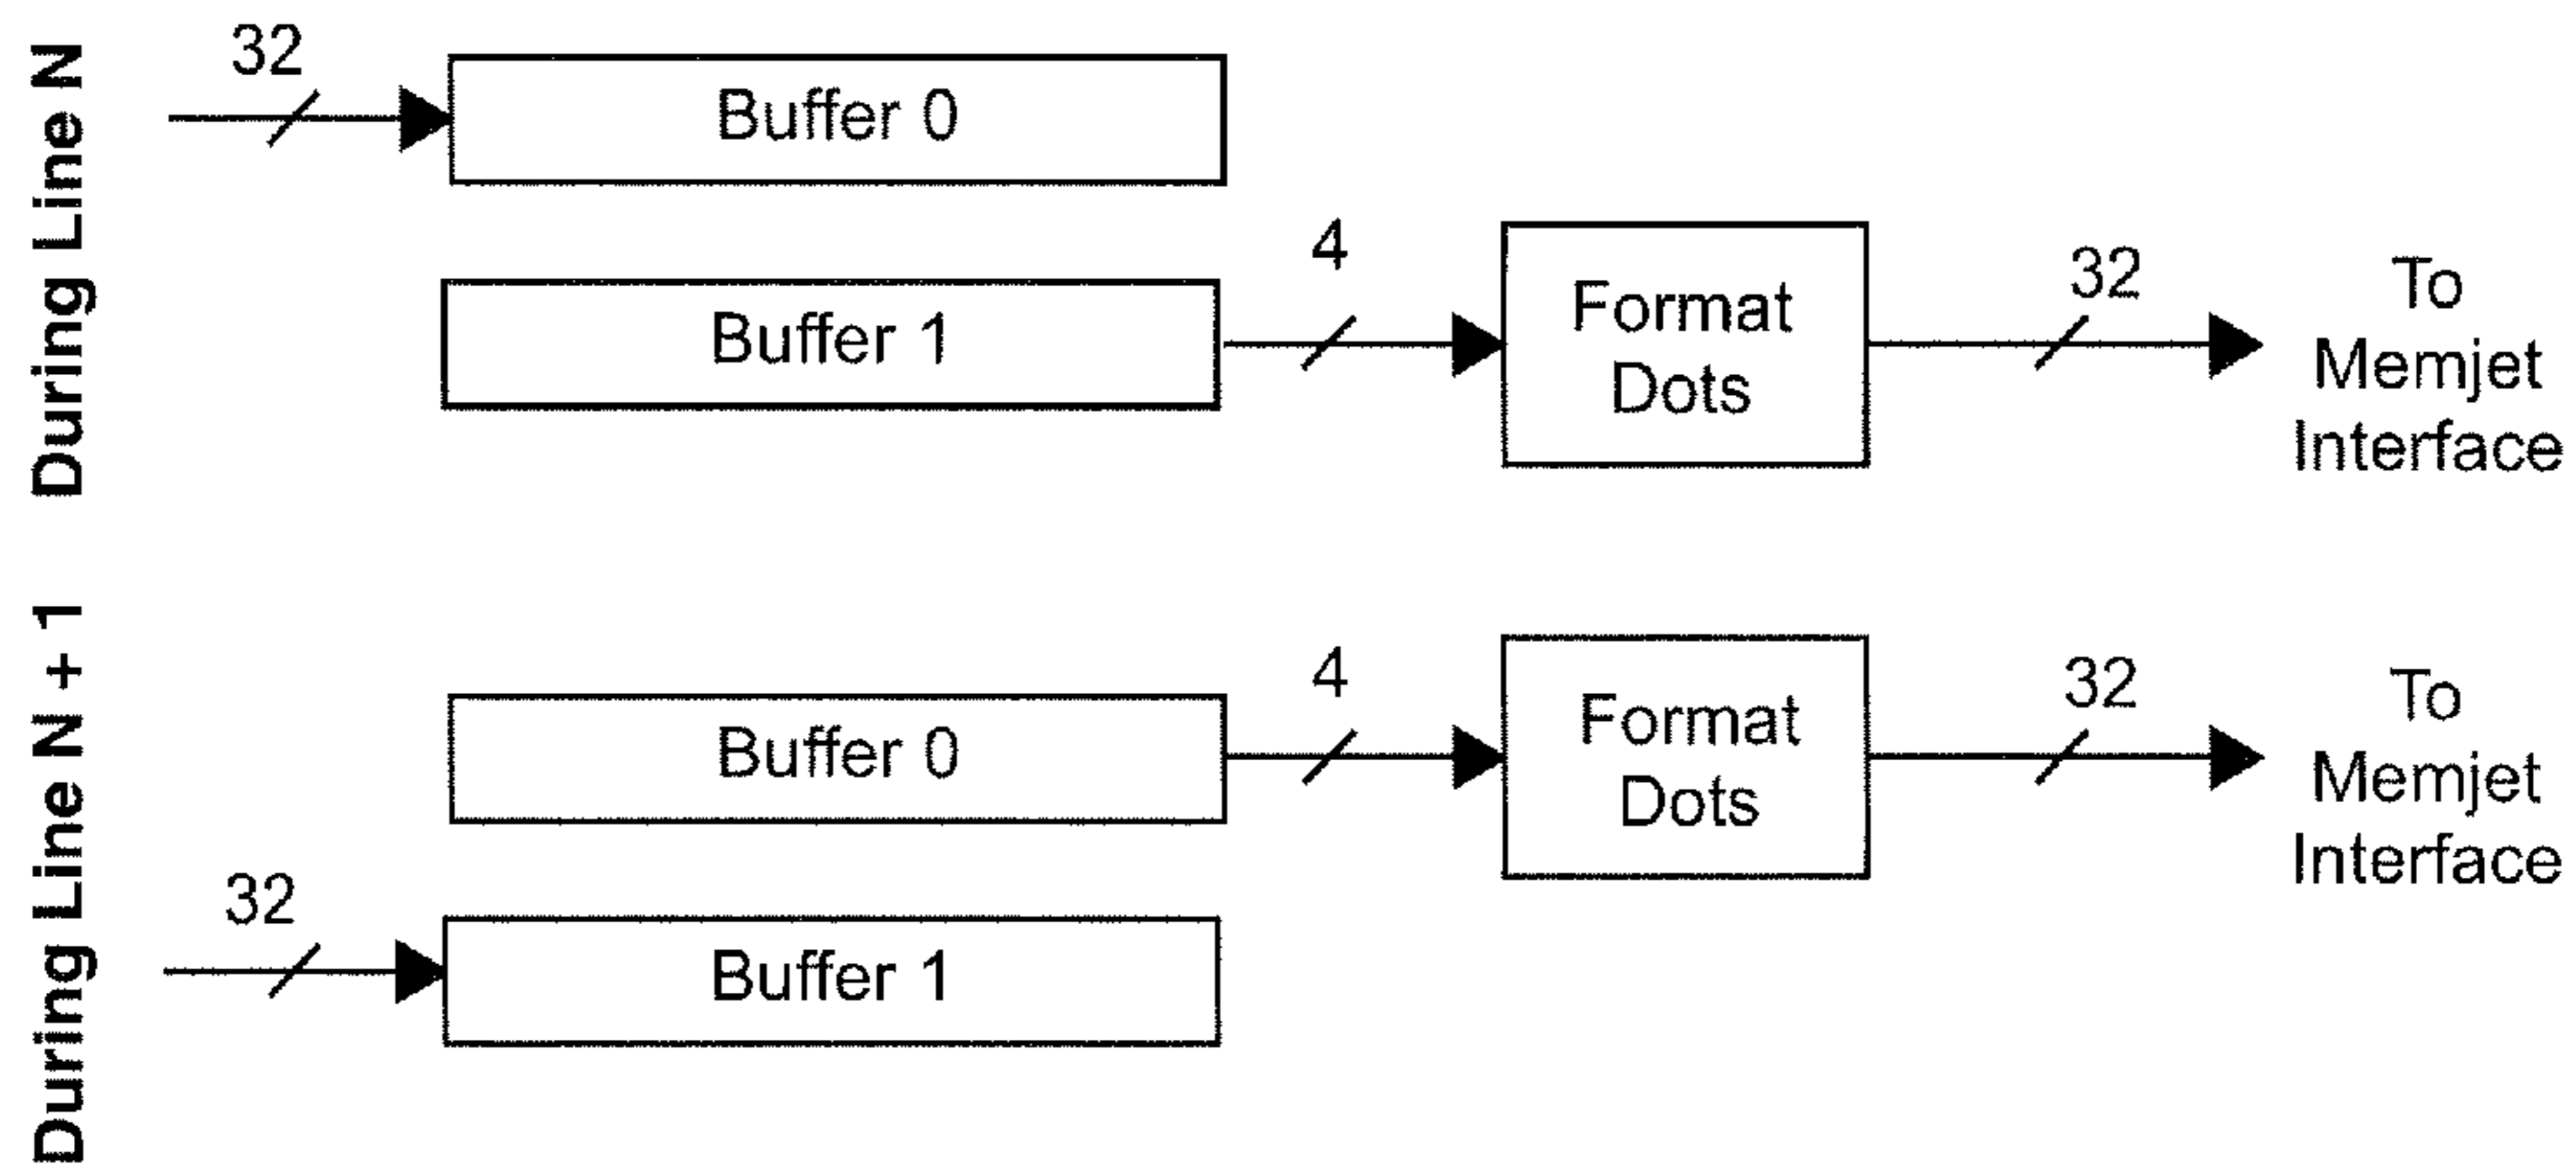 During Line N
32
Buffer 0
Buffer 1
4
Format
Dots
32
To
Memjet
Interface
During Line N + 1
Buffer 0
4
Format
Dots
32
To
Memjet
Interface
32
Buffer 1